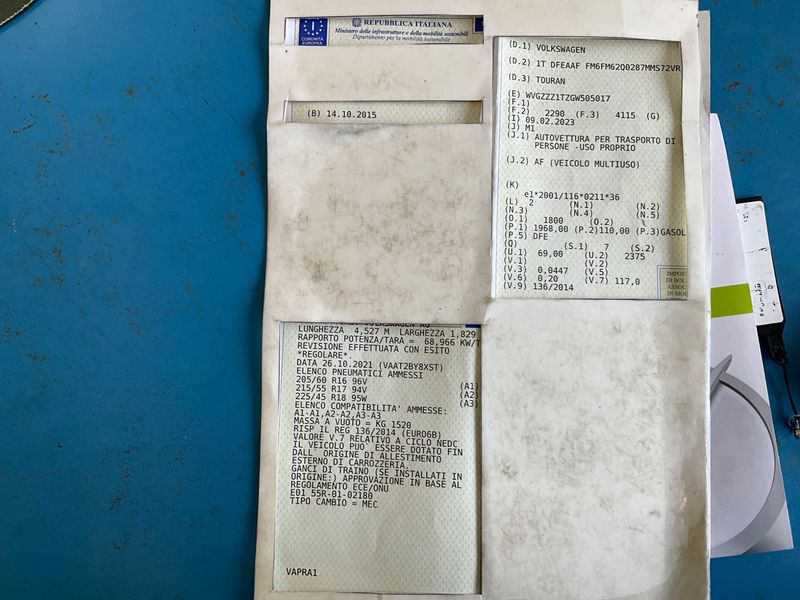 COMUNITÀ
EUROPEA
REPUBBLICA ITALIANA
Ministero delle infrastrutture e della mobilità sostenibili
Dipartimento per la mobilità sostenibile
(B) 14.10.2015
(D.1) VOLKSWAGEN
(D.2) 1T DFEAAF FM6FM62Q0287MMS72VR
(D.3) TOURAN
(E) WVGZZZ1TZGW505017
(F.1)
(F.2) 2290 (F.3) 4115 (G)
(I) 09.02.2023
(J) M1
(J.1) AUTOVETTURA PER TRASPORTO DI
PERSONE -USO PROPRIO
(J.2) AF (VEICOLO MULTIUSO)
(K)
e1*2001/116*0211*36
(L) 2 (N.1) (N.2)
(N.3) (N.4) (N.5)
(O.1) 1800 (O.2)
(P.1) 1968,00 (P.2)110,00 (P.3)GASOL
(P.5) DFE
(Q) (S.1) 7 (S.2)
(U.1) 69,00 (U.2) 2375
(V.1) (V.2)
(V.3) 0,0447 (V.5)
(V.6) 0,20 (V.7) 117,0
(V.9) 136/2014
IMPOST
DI BOL
ASSOL
IN MO
VOLKSWAGEN AG
LUNGHEZZA 4,527 M LARGHEZZA 1,829
RAPPORTO POTENZA/TARA = 68,966 KW/T
REVISIONE EFFETTUATA CON ESITO
*REGOLARE*.
DATA 26.10.2021 (VAAT2BY8XST)
ELENCO PNEUMATICI AMMESSI
205/60 R16 96V (A1)
215/55 R17 94V (A2)
225/45 R18 95W (A3)
ELENCO COMPATIBILITA' AMMESSE:
A1-A1,A2-A2,A3-A3
MASSA A VUOTO = KG 1520
RISP IL REG 136/2014 (EURO6B)
VALORE V.7 RELATIVO A CICLO NEDC
IL VEICOLO PUO` ESSERE DOTATO FIN
DALL` ORIGINE DI ALLESTIMENTO
ESTERNO DI CARROZZERIA.
GANCI DI TRAINO (SE INSTALLATI IN
ORIGINE:) APPROVAZIONE IN BASE AL
REGOLAMENTO ECE/ONU
E01 55R-01-02180
TIPO CAMBIO = MEC
VAPRA1